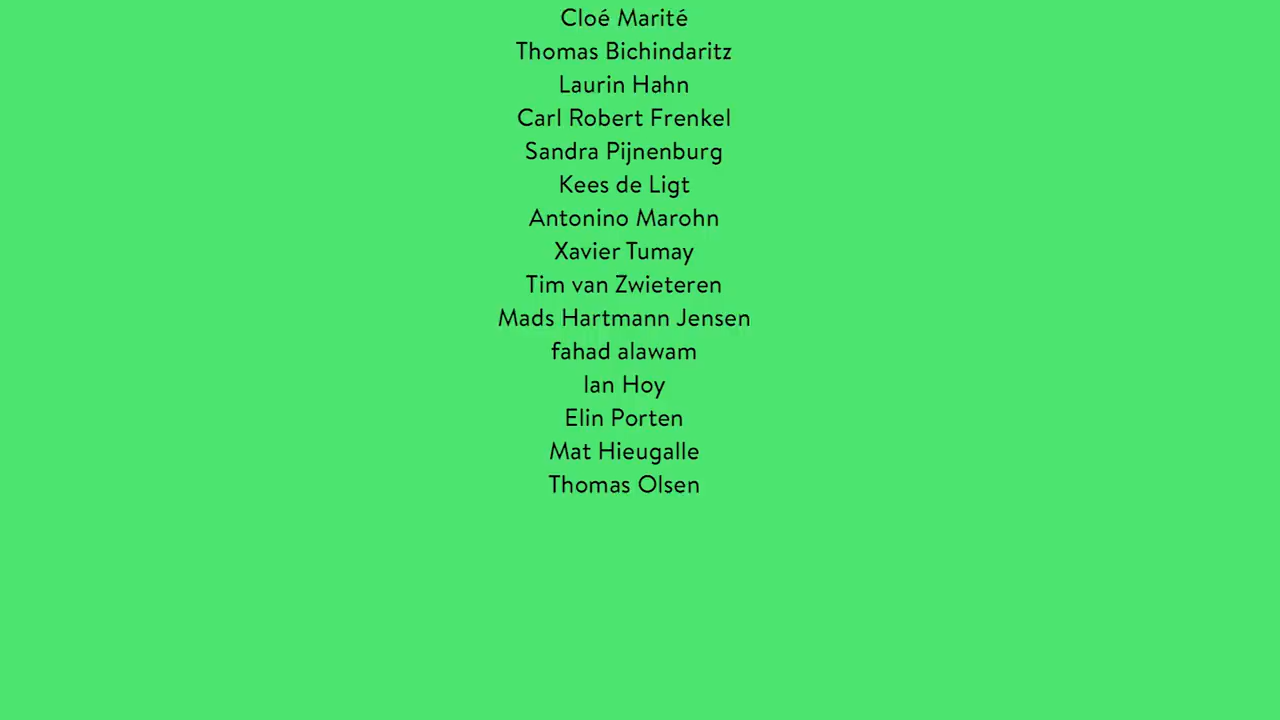 Cloé Marité
Thomas Bichindaritz
Laurin Hahn
Carl Robert Frenkel
Sandra Pijnenburg
Kees de Ligt
Antonino Marohn
Xavier Tumay
Tim van Zwieteren
Mads Hartmann Jensen
fahad alawam
Ian Hoy
Elin Porten
Mat Hieugalle
Thomas Olsen